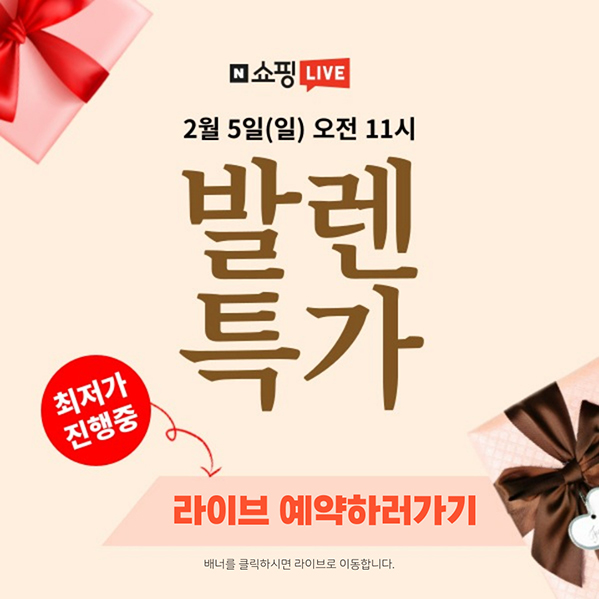 N 쇼핑 LIVE
2월 5일(일) 오전 11시
발렌
특가
최저가
진행중
라이브 예약하러가기
배너를 클릭하시면 라이브로 이동합니다.